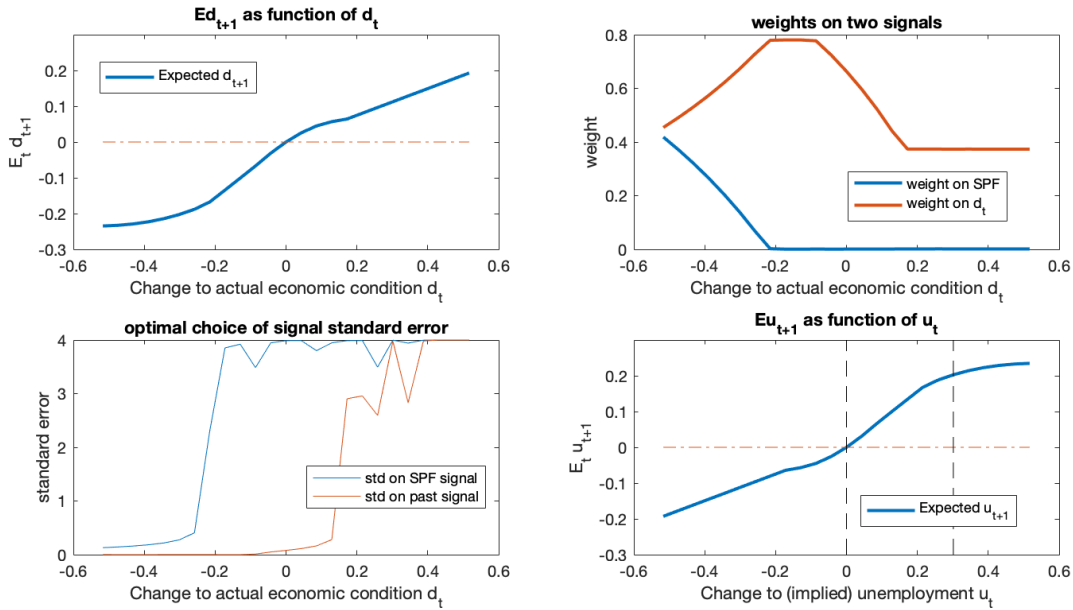 Ed_{t+1} as function of d_t
0.2
0.1
0
-0.1
-0.2
-0.3
E_t d_{t+1}
Expected d_{t+1}
-0.6 -0.4 -0.2 0 0.2 0.4 0.6
Change to actual economic condition d_t
weights on two signals
0.8
0.6
0.4
0.2
0
weight
weight on SPF
weight on d_t
-0.6 -0.4 -0.2 0 0.2 0.4 0.6
Change to actual economic condition d_t
optimal choice of signal standard error
4
3
2
1
0
standard error
std on SPF signal
std on past signal
-0.6 -0.4 -0.2 0 0.2 0.4 0.6
Change to actual economic condition d_t
Eu_{t+1} as function of u_t
0.2
0.1
0
-0.1
-0.2
-0.3
E_t u_{t+1}
Expected u_{t+1}
-0.6 -0.4 -0.2 0 0.2 0.4 0.6
Change to (implied) unemployment u_t